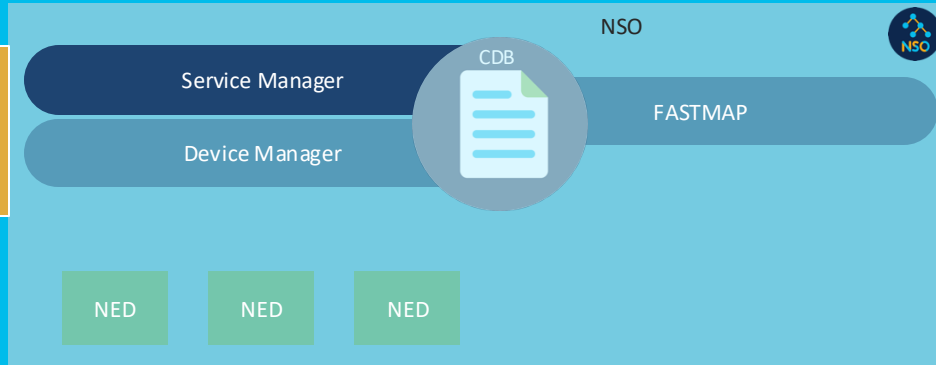 NSO
NSO
CDB
Service Manager
FASTMAP
Device Manager
NED
NED
NED